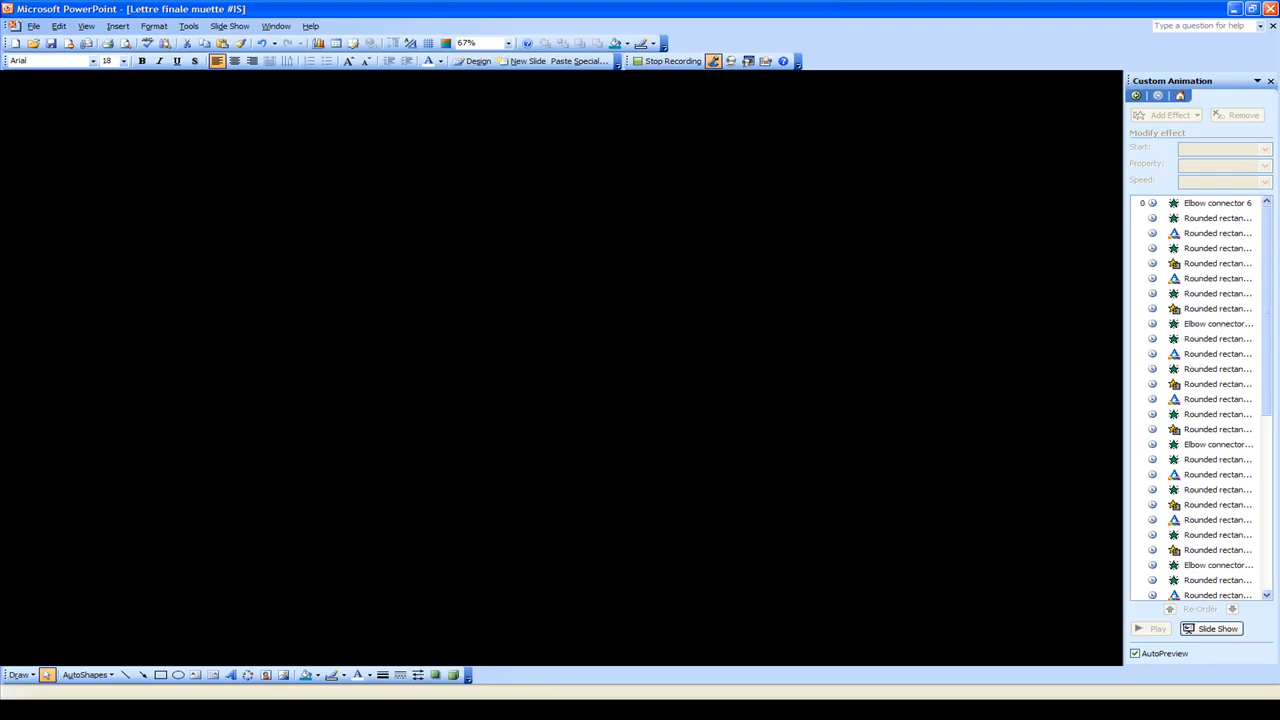 Microsoft PowerPoint - [Lettre finale muette #IS]
File Edit View Insert Format Tools Slide Show Window Help
Type a question for help
67%
Arial 18 B I U S A Design New Slide Paste Special... Stop Recording
Custom Animation
Add Effect Remove
Modify effect
Start:
Property:
Speed:
0 Elbow connector 6
Rounded rectan...
Rounded rectan...
Rounded rectan...
Rounded rectan...
Rounded rectan...
Rounded rectan...
Rounded rectan...
Elbow connector...
Rounded rectan...
Rounded rectan...
Rounded rectan...
Rounded rectan...
Rounded rectan...
Rounded rectan...
Rounded rectan...
Elbow connector...
Rounded rectan...
Rounded rectan...
Rounded rectan...
Rounded rectan...
Rounded rectan...
Rounded rectan...
Rounded rectan...
Elbow connector...
Rounded rectan...
Rounded rectan...
Re-Order
Play Slide Show
AutoPreview
Draw AutoShapes A